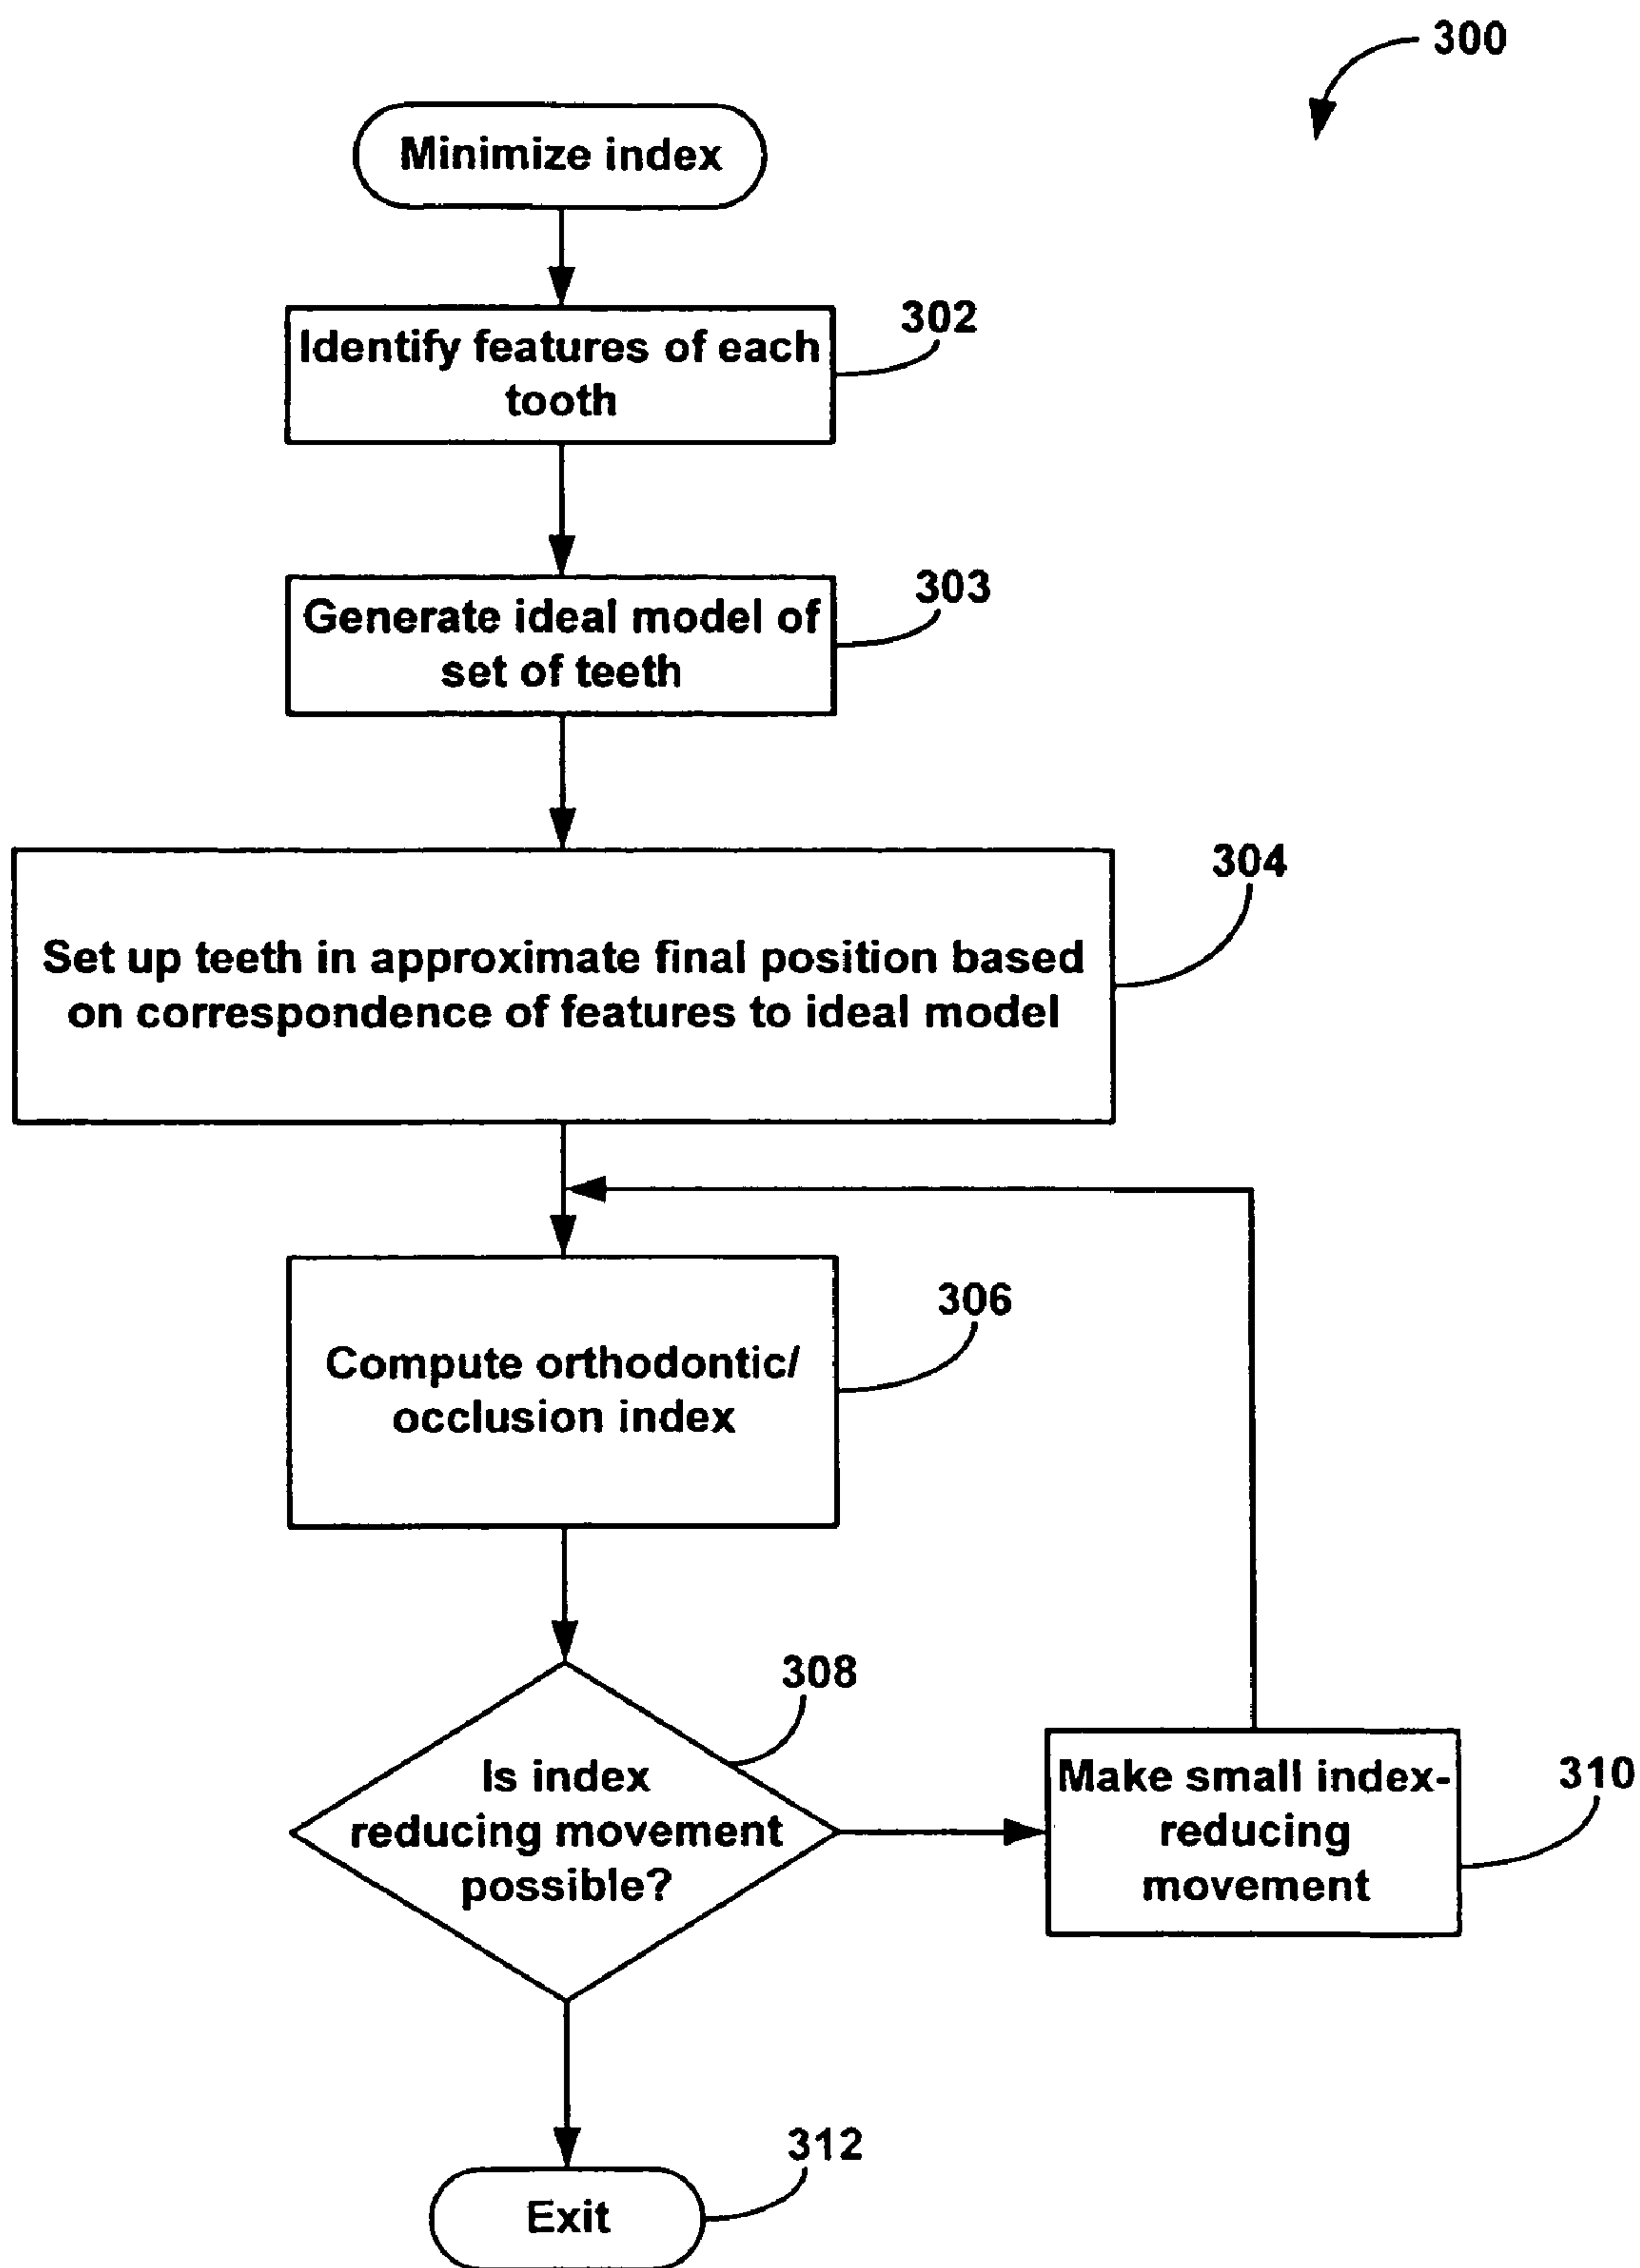 300
Minimize index
302
Identify features of each
tooth
303
Generate ideal model of
set of teeth
304
Set up teeth in approximate final position based
on correspondence of features to ideal model
306
Compute orthodontic/
occlusion index
308
Is index
reducing movement
possible?
310
Make small index-
reducing
movement
312
Exit